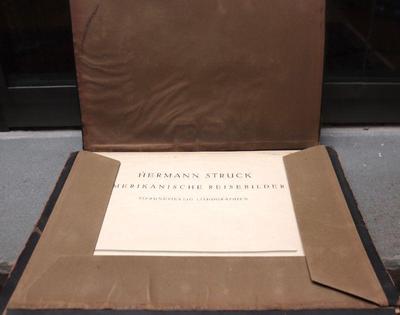 HERMANN STRUCK
MERIKANISCHE REISEBILDER
LITHOGRAPHIEN